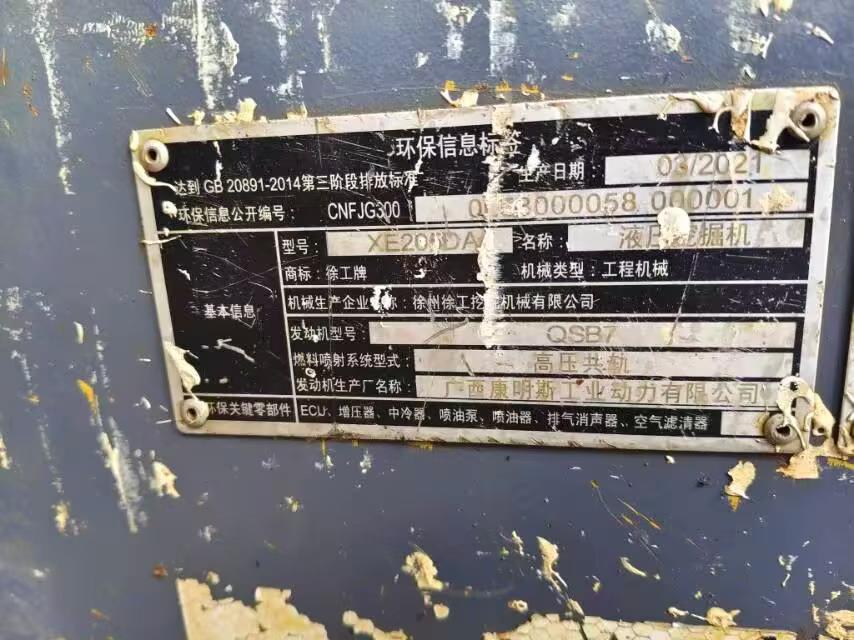 环保信息标签
达到 GB 20891-2014第三阶段排放标准 生产日期: 03/2021
环保信息公开编号: CNFJG300 3000058 000001
基本信息
型号: 名称: 液压挖掘机
商标: 徐工牌 机械类型: 工程机械
机械生产企业名称: 徐州徐工挖掘机械有限公司
发动机型号: QSB7
燃料喷射系统型式: 高压共轨
发动机生产厂名称: 广西康明斯工业动力有限公司
环保关键零部件 ECU、增压器、中冷器、喷油泵、喷油器、排气消声器、空气滤清器